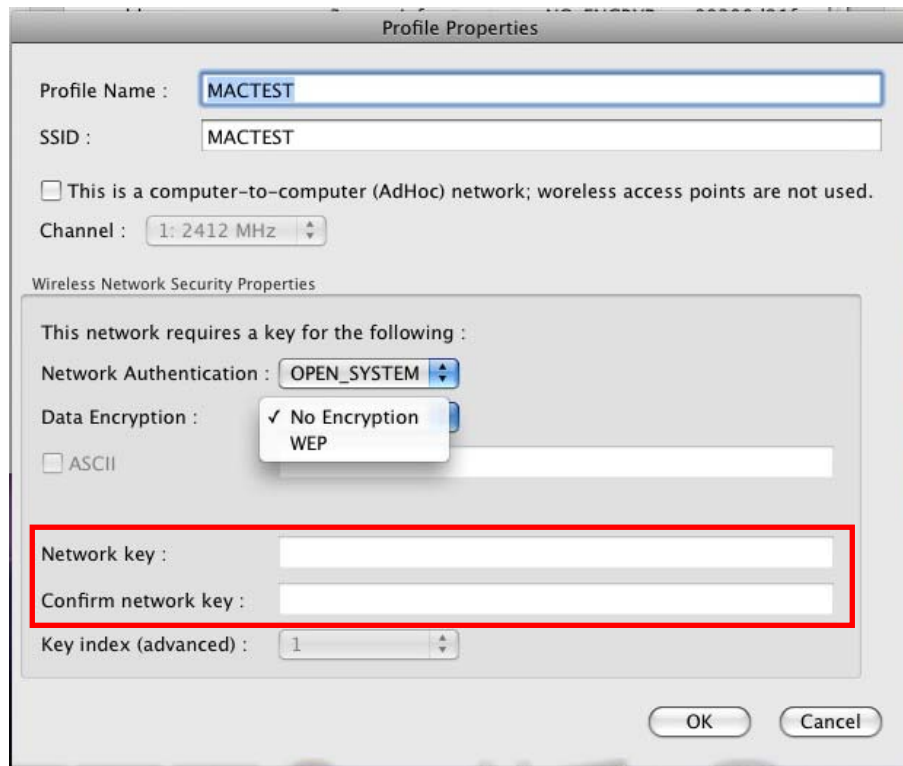 Profile Properties
Profile Name : MACTEST
SSID : MACTEST
This is a computer-to-computer (AdHoc) network; woreless access points are not used.
Channel : 1: 2412 MHz
Wireless Network Security Properties
This network requires a key for the following :
Network Authentication : OPEN_SYSTEM
Data Encryption : ✓ No Encryption
WEP
ASCII
Network key :
Confirm network key :
Key index (advanced) : 1
OK Cancel